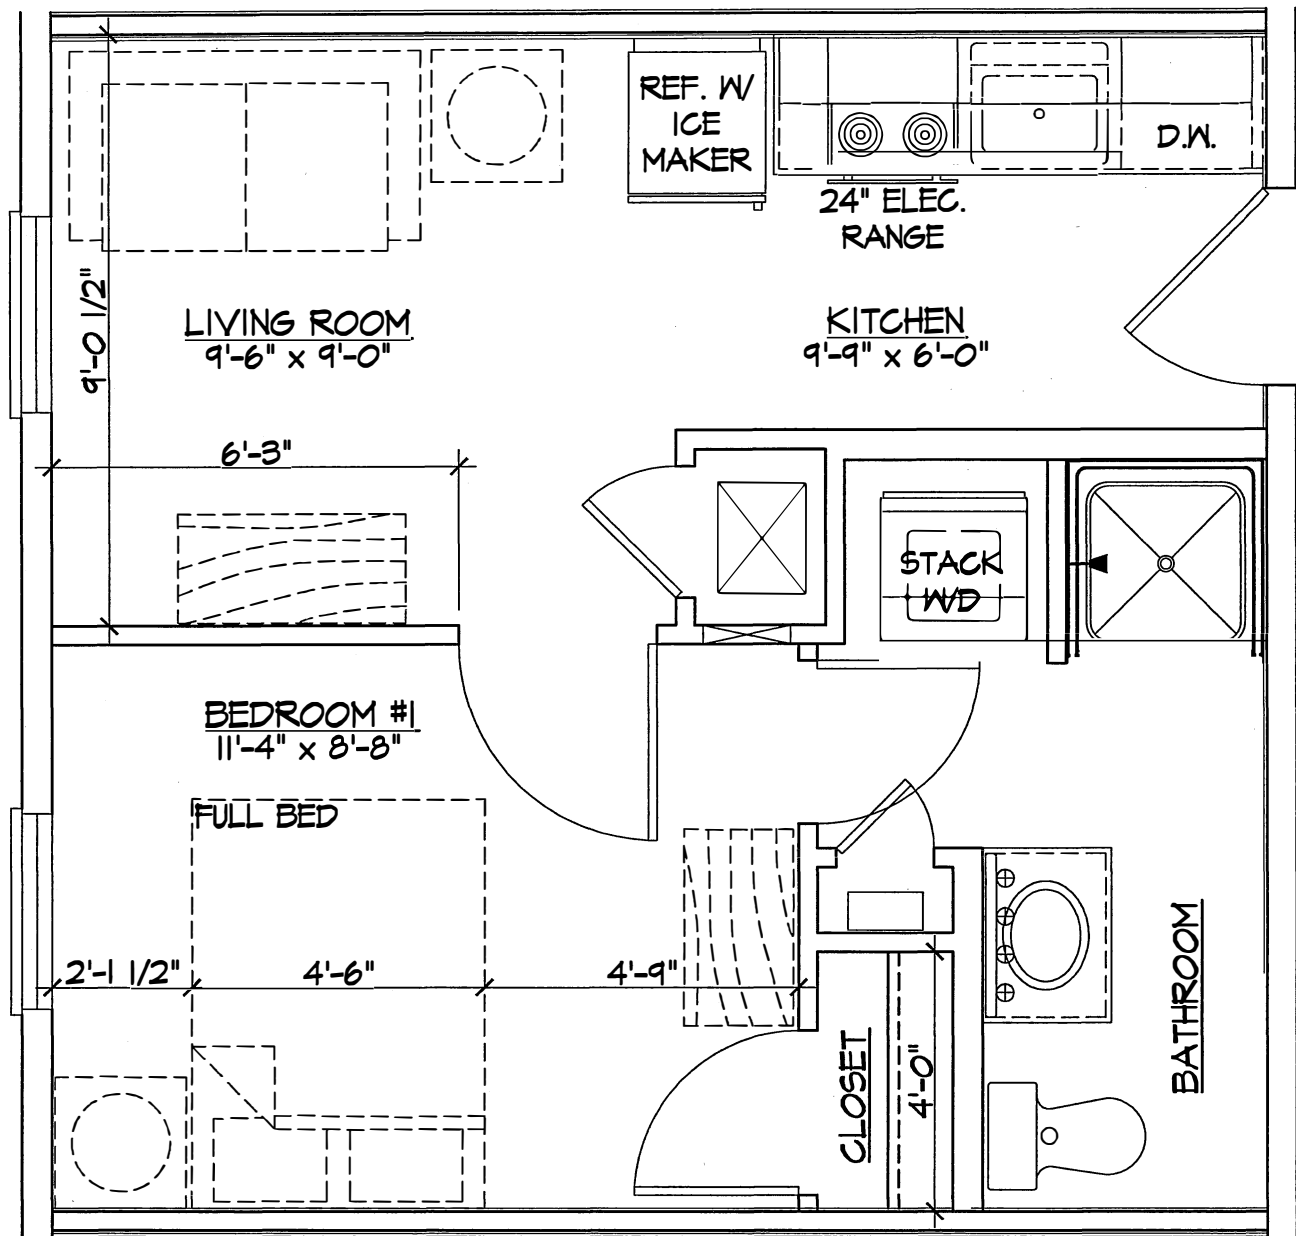 REF. W/
ICE
MAKER
D.W.
24" ELEC.
RANGE
9'-0 1/2"
LIVING ROOM
9'-6" x 9'-0"
KITCHEN
9'-9" x 6'-0"
6'-3"
STACK
W/D
BEDROOM #1
11'-4" x 8'-8"
FULL BED
2'-1 1/2"
4'-6"
4'-9"
CLOSET
4'-0"
BATHROOM